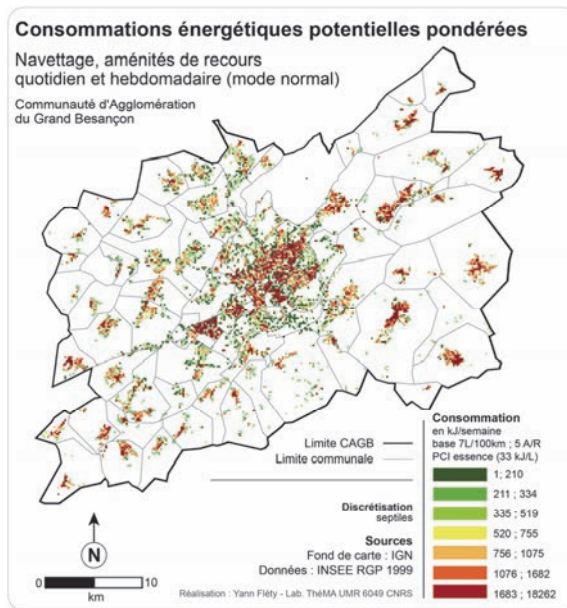 Consommations énergétiques potentielles pondérées
Navettage, aménités de recours
quotidien et hebdomadaire (mode normal)
Communauté d'Agglomération
du Grand Besançon
Consommation
en kJ/semaine
base 7L/100km ; 5 A/R
PCI essence (33 kJ/L)
1; 210
211 ; 334
335 ; 519
520 ; 755
756 ; 1075
1076 ; 1682
1683 ; 18262
Limite CAGB
Limite communale
Discrétisation
septiles
Sources
Fond de carte : IGN
Données : INSEE RGP 1999
N
0 10
km
Réalisation : Yann Fléty - Lab. ThéMA UMR 6049 CNRS